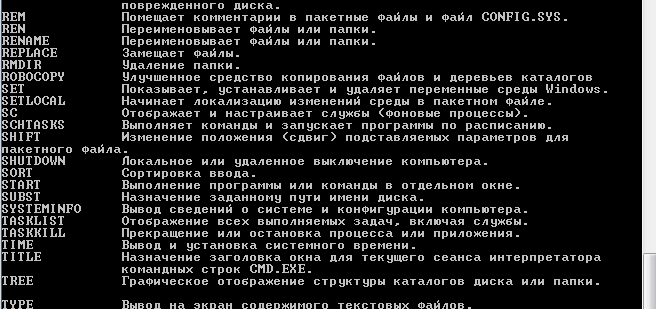 поврежденного диска.
REM Помещает комментарии в пакетные файлы и файл CONFIG.SYS.
REN Переименовывает файлы или папки.
RENAME Переименовывает файлы или папки.
REPLACE Замещает файлы.
RMDIR Удаление папки.
ROBOCOPY Улучшенное средство копирования файлов и деревьев каталогов
SET Показывает, устанавливает и удаляет переменные среды Windows.
SETLOCAL Начинает локализацию изменений среды в пакетном файле.
SC Отображает и настраивает службы (фоновые процессы).
SCHTASKS Выполняет команды и запускает программы по расписанию.
SHIFT Изменение положения (сдвиг) подставляемых параметров для
пакетного файла.
SHUTDOWN Локальное или удаленное выключение компьютера.
SORT Сортировка ввода.
START Выполнение программы или команды в отдельном окне.
SUBST Назначение заданному пути имени диска.
SYSTEMINFO Вывод сведений о системе и конфигурации компьютера.
TASKLIST Отображение всех выполняемых задач, включая службы.
TASKKILL Прекращение или остановка процесса или приложения.
TIME Вывод и установка системного времени.
TITLE Назначение заголовка окна для текущего сеанса интерпретатора
командных строк CMD.EXE.
TREE Графическое отображение структуры каталогов диска или папки.
TYPE Вывод на экран содержимого текстовых файлов.